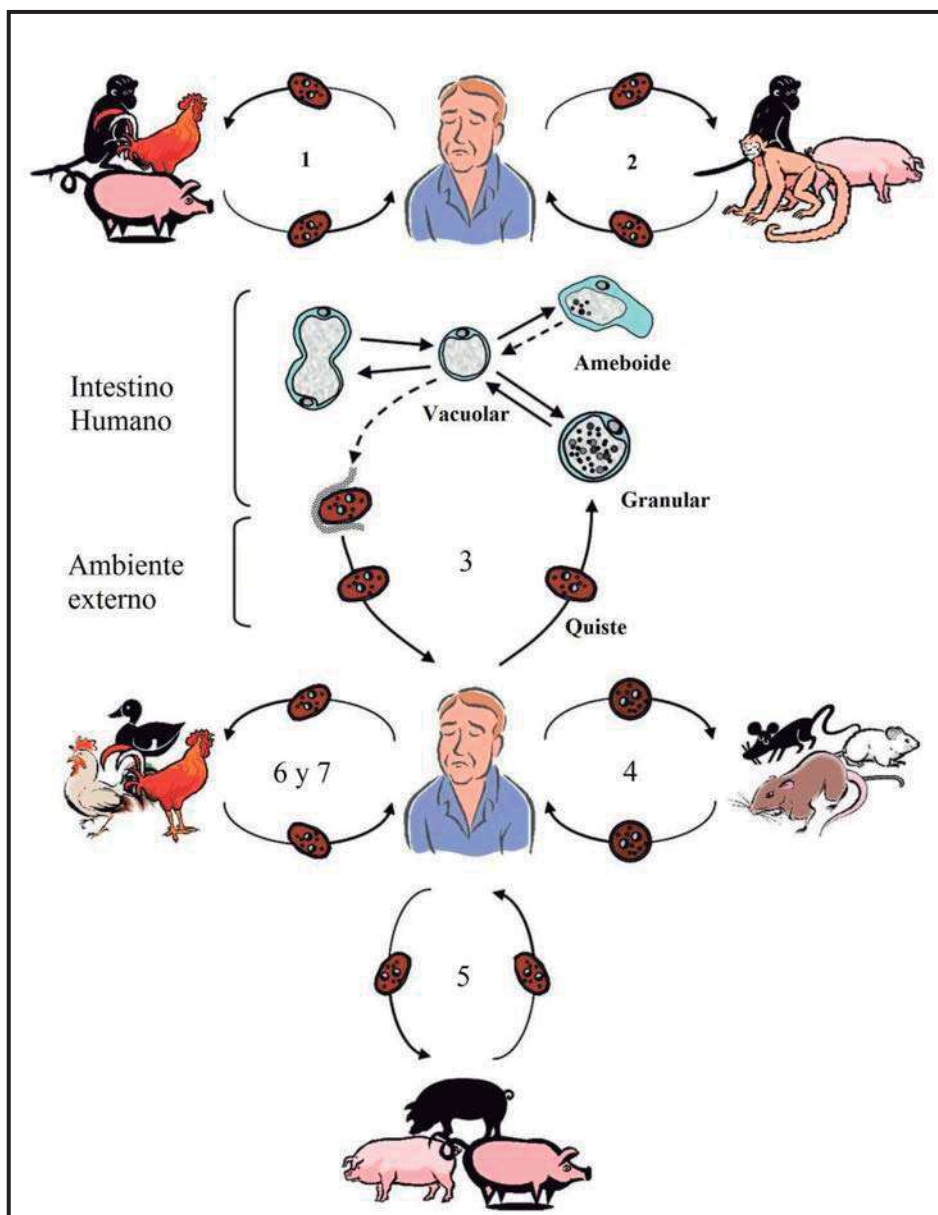 1
2
Intestino
Humano
Ameboide
Vacuolar
Granular
Ambiente
externo
3
Quiste
6 y 7
4
5